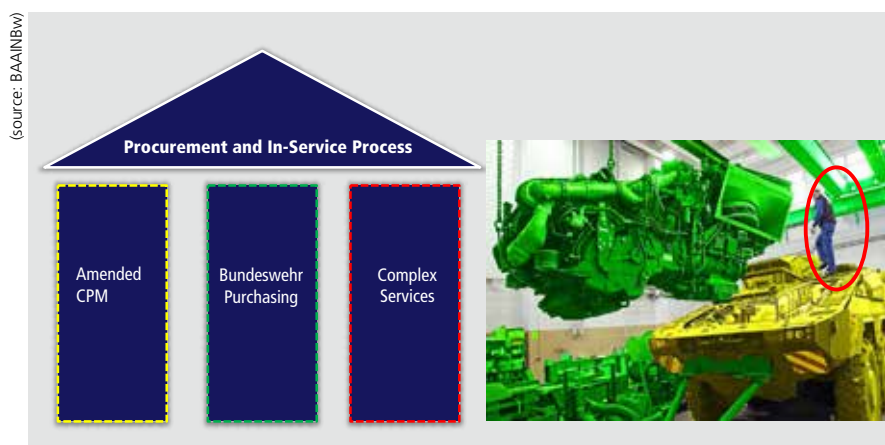 (source: BAAINBw)
Procurement and In-Service Process
Amended
CPM
Bundeswehr
Purchasing
Complex
Services